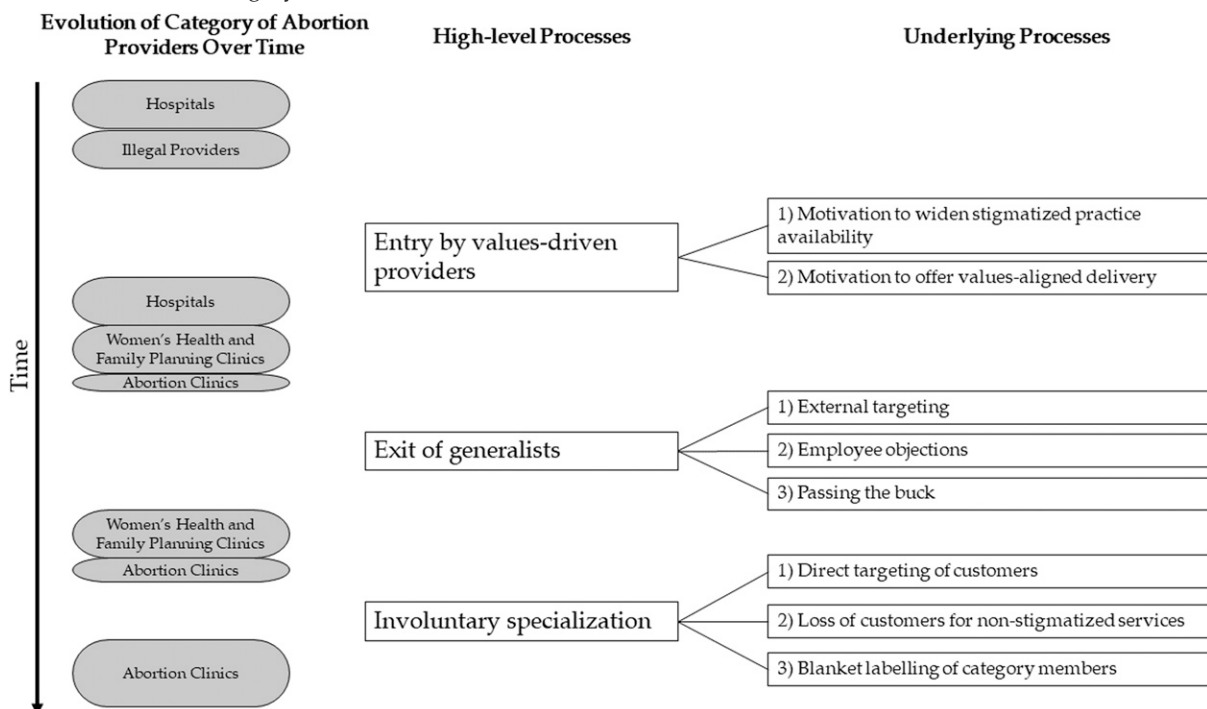 Evolution of Category of Abortion
Providers Over Time
High-level Processes
Underlying Processes
Time
Hospitals
Illegal Providers
Entry by values-driven
providers
1) Motivation to widen stigmatized practice
availability
2) Motivation to offer values-aligned delivery
Hospitals
Women's Health and
Family Planning Clinics
Abortion Clinics
Exit of generalists
1) External targeting
2) Employee objections
3) Passing the buck
Women's Health and
Family Planning Clinics
Abortion Clinics
Involuntary specialization
1) Direct targeting of customers
2) Loss of customers for non-stigmatized services
3) Blanket labelling of category members
Abortion Clinics